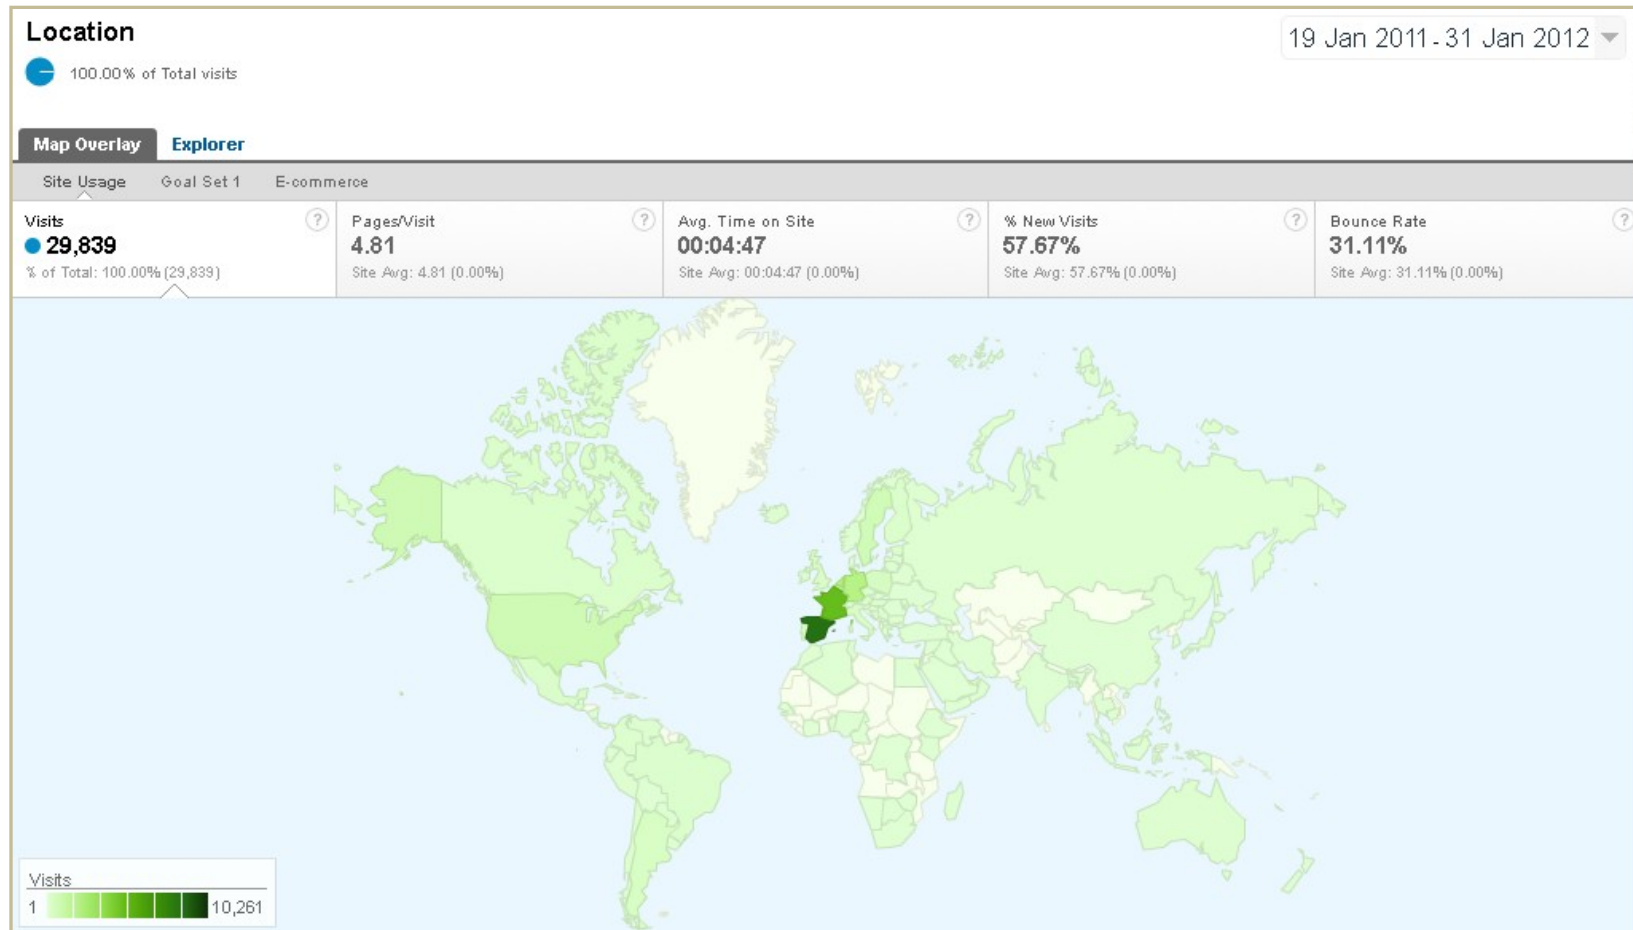 Location
19 Jan 2011 - 31 Jan 2012
100.00% of Total visits
Map Overlay Explorer
Site Usage Goal Set 1 E-commerce
Visits ?
29,839
% of Total: 100.00% (29,839)
Pages/Visit ?
4.81
Site Avg: 4.81 (0.00%)
Avg. Time on Site ?
00:04:47
Site Avg: 00:04:47 (0.00%)
% New Visits ?
57.67%
Site Avg: 57.67% (0.00%)
Bounce Rate ?
31.11%
Site Avg: 31.11% (0.00%)
Visits
1 10,261